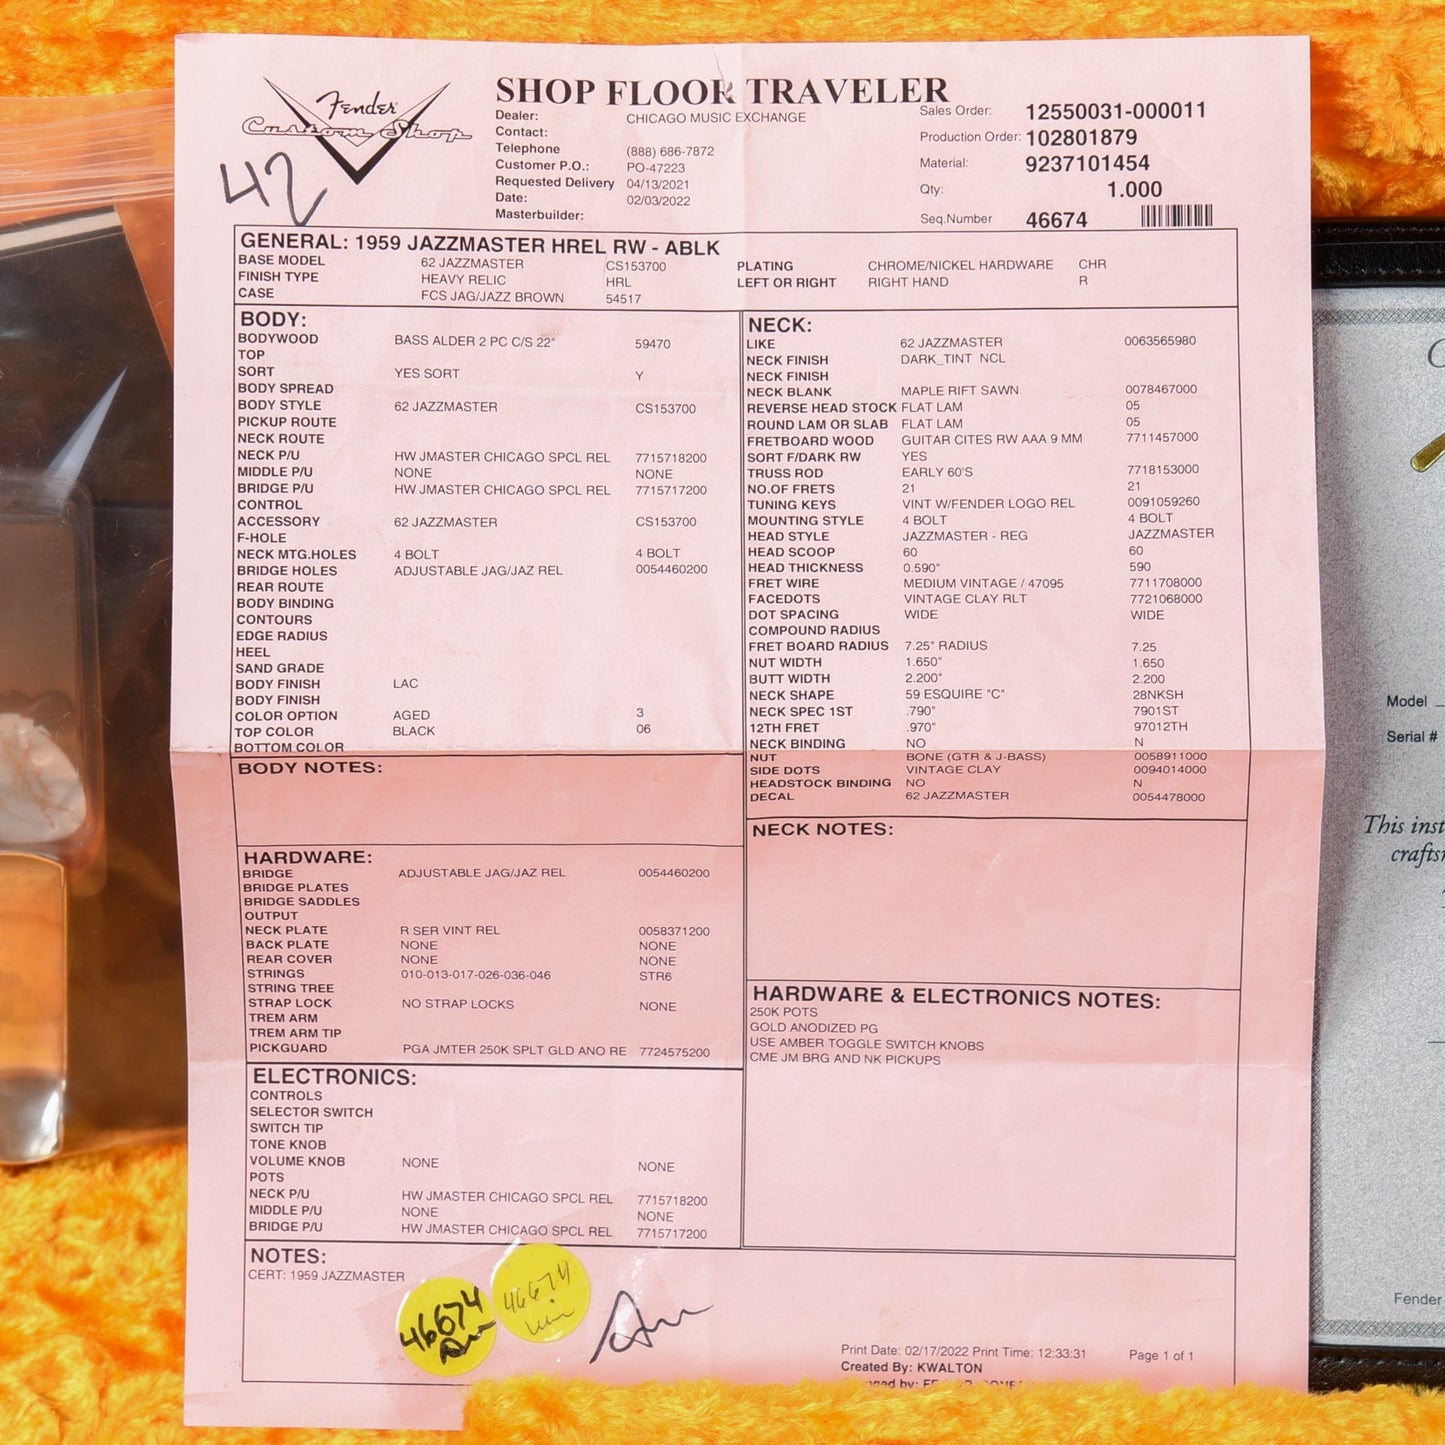 Fender
Custom Shop
42
SHOP FLOOR TRAVELER
Dealer: CHICAGO MUSIC EXCHANGE
Contact:
Telephone (888) 686-7872
Customer P.O.: PO-47223
Requested Delivery 04/13/2021
Date: 02/03/2022
Masterbuilder:
Sales Order: 12550031-000011
Production Order: 102801879
Material: 9237101454
Qty: 1.000
Seq.Number 46674
GENERAL: 1959 JAZZMASTER HREL RW - ABLK
BASE MODEL 62 JAZZMASTER CS153700
FINISH TYPE HEAVY RELIC HRL
CASE FCS JAG/JAZZ BROWN 54517
PLATING CHROME/NICKEL HARDWARE CHR
LEFT OR RIGHT RIGHT HAND R
BODY:
BODYWOOD BASS ALDER 2 PC C/S 22" 59470
TOP
SORT YES SORT Y
BODY SPREAD
BODY STYLE 62 JAZZMASTER CS153700
PICKUP ROUTE
NECK ROUTE
NECK P/U HW JMASTER CHICAGO SPCL REL 7715718200
MIDDLE P/U NONE NONE
BRIDGE P/U HW JMASTER CHICAGO SPCL REL 7715717200
CONTROL
ACCESSORY 62 JAZZMASTER CS153700
F-HOLE
NECK MTG.HOLES 4 BOLT 4 BOLT
BRIDGE HOLES ADJUSTABLE JAG/JAZ REL 0054460200
REAR ROUTE
BODY BINDING
CONTOURS
EDGE RADIUS
HEEL
SAND GRADE
BODY FINISH LAC
BODY FINISH
COLOR OPTION AGED 3
TOP COLOR BLACK 06
BOTTOM COLOR
BODY NOTES:
HARDWARE:
BRIDGE ADJUSTABLE JAG/JAZ REL 0054460200
BRIDGE PLATES
BRIDGE SADDLES
OUTPUT
NECK PLATE R SER VINT REL 0058371200
BACK PLATE NONE NONE
REAR COVER NONE NONE
STRINGS 010-013-017-026-036-046 STR6
STRING TREE
STRAP LOCK NO STRAP LOCKS NONE
TREM ARM
TREM ARM TIP
PICKGUARD PGA JMTER 250K SPLT GLD ANO RE 7724575200
ELECTRONICS:
CONTROLS
SELECTOR SWITCH
SWITCH TIP
TONE KNOB
VOLUME KNOB NONE NONE
POTS
NECK P/U HW JMASTER CHICAGO SPCL REL 7715718200
MIDDLE P/U NONE NONE
BRIDGE P/U HW JMASTER CHICAGO SPCL REL 7715717200
NECK:
LIKE 62 JAZZMASTER 0063565980
NECK FINISH DARK_TINT NCL
NECK FINISH
NECK BLANK MAPLE RIFT SAWN 0078467000
REVERSE HEAD STOCK FLAT LAM 05
ROUND LAM OR SLAB FLAT LAM 05
FRETBOARD WOOD GUITAR CITES RW AAA 9 MM 7711457000
SORT F/DARK RW YES
TRUSS ROD EARLY 60'S 7718153000
NO.OF FRETS 21 21
TUNING KEYS VINT W/FENDER LOGO REL 0091059260
MOUNTING STYLE 4 BOLT 4 BOLT
HEAD STYLE JAZZMASTER - REG JAZZMASTER
HEAD SCOOP 60 60
HEAD THICKNESS 0.590" 590
FRET WIRE MEDIUM VINTAGE / 47095 7711708000
FACEDOTS VINTAGE CLAY RLT 7721068000
DOT SPACING WIDE WIDE
COMPOUND RADIUS
FRET BOARD RADIUS 7.25" RADIUS 7.25
NUT WIDTH 1.650" 1.650
BUTT WIDTH 2.200" 2.200
NECK SHAPE 59 ESQUIRE "C" 28NKSH
NECK SPEC 1ST .790" 7901ST
12TH FRET .970" 97012TH
NECK BINDING NO N
NUT BONE (GTR & J-BASS) 0058911000
SIDE DOTS VINTAGE CLAY 0094014000
HEADSTOCK BINDING NO N
DECAL 62 JAZZMASTER 0054478000
NECK NOTES:
HARDWARE & ELECTRONICS NOTES:
250K POTS
GOLD ANODIZED PG
USE AMBER TOGGLE SWITCH KNOBS
CME JM BRG AND NK PICKUPS
NOTES:
CERT: 1959 JAZZMASTER
46674
46674
Print Date: 02/17/2022 Print Time: 12:33:31 Page 1 of 1
Created By: KWALTON
Model
Serial #
This inst
Fender